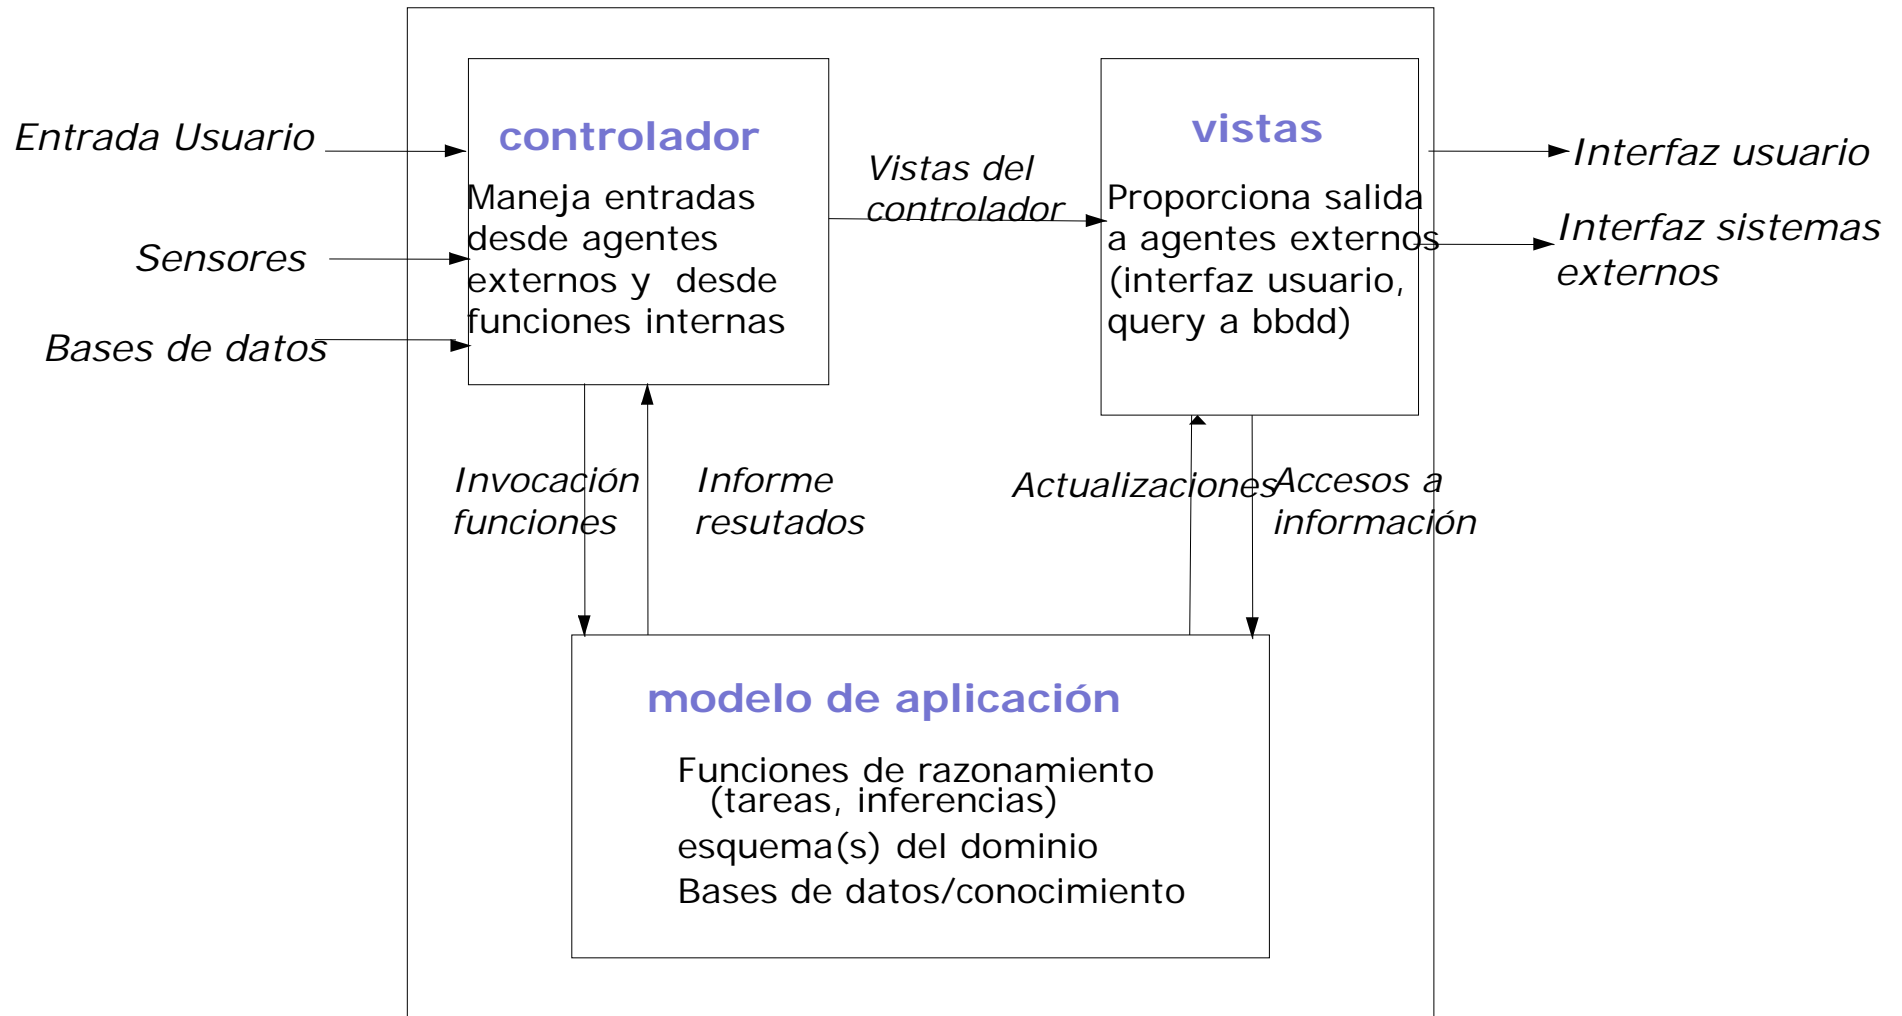 Entrada Usuario
Sensores
Bases de datos
controlador
Maneja entradas
desde agentes
externos y desde
funciones internas
Vistas del
controlador
vistas
Proporciona salida
a agentes externos
(interfaz usuario,
query a bbdd)
Interfaz usuario
Interfaz sistemas
externos
Invocación
funciones
Informe
resutados
Actualizaciones
Accesos a
información
modelo de aplicación
Funciones de razonamiento
(tareas, inferencias)
esquema(s) del dominio
Bases de datos/conocimiento